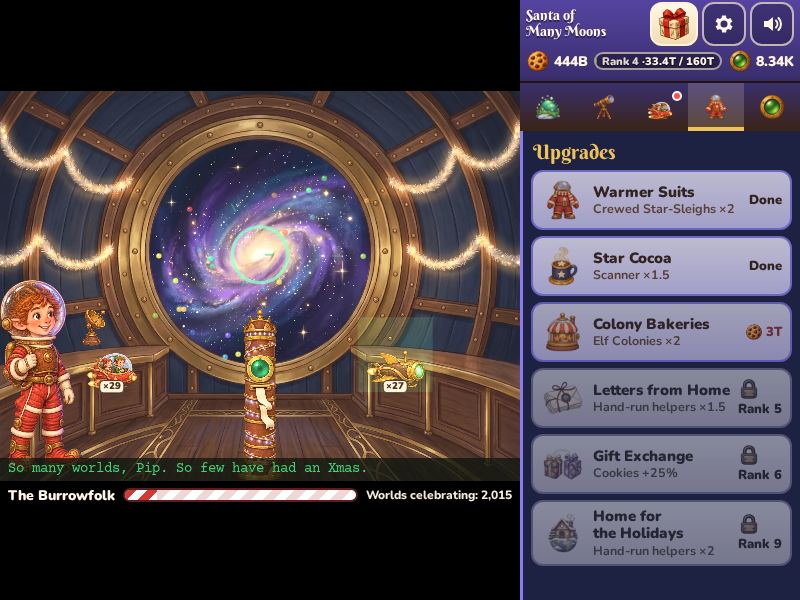 Santa of
Many Moons
444B
Rank 4 · 33.4T / 160T
8.34K
Upgrades
Warmer Suits
Crewed Star-Sleighs ×2
Done
Star Cocoa
Scanner ×1.5
Done
Colony Bakeries
Elf Colonies ×2
3T
Letters from Home
Hand-run helpers ×1.5
Rank 5
Gift Exchange
Cookies +25%
Rank 6
Home for
the Holidays
Hand-run helpers ×2
Rank 9
×29
×27
So many worlds, Pip. So few have had an Xmas.
The Burrowfolk
Worlds celebrating: 2,015